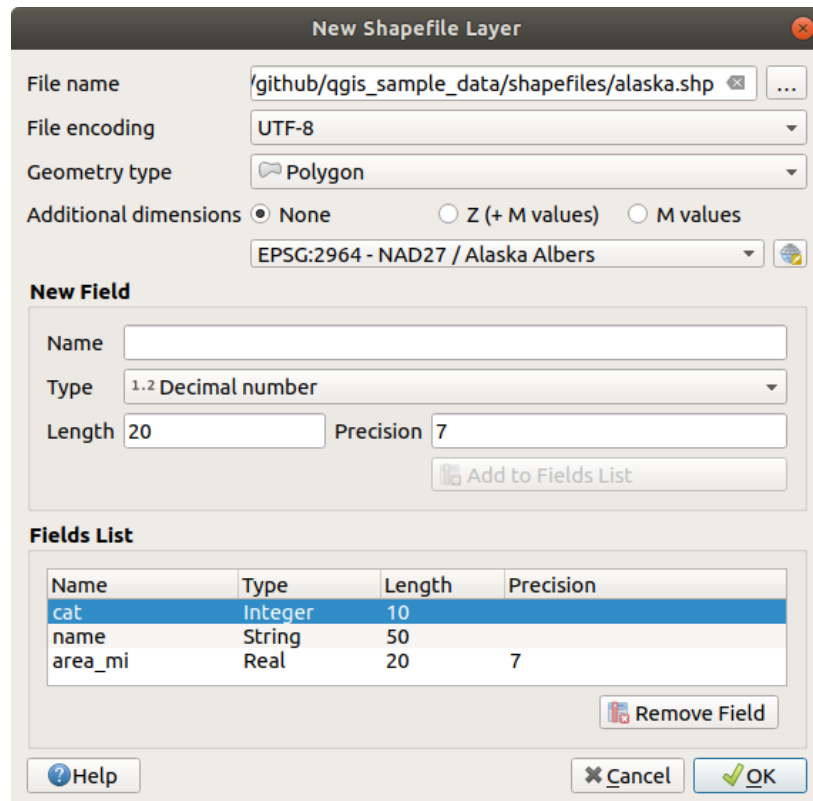 New Shapefile Layer
File name /github/qgis_sample_data/shapefiles/alaska.shp ...
File encoding UTF-8
Geometry type Polygon
Additional dimensions None Z (+ M values) M values
EPSG:2964 - NAD27 / Alaska Albers
New Field
Name
Type 1.2 Decimal number
Length 20 Precision 7
Add to Fields List
Fields List
Name Type Length Precision
cat Integer 10
name String 50
area_mi Real 20 7
Remove Field
Help Cancel OK